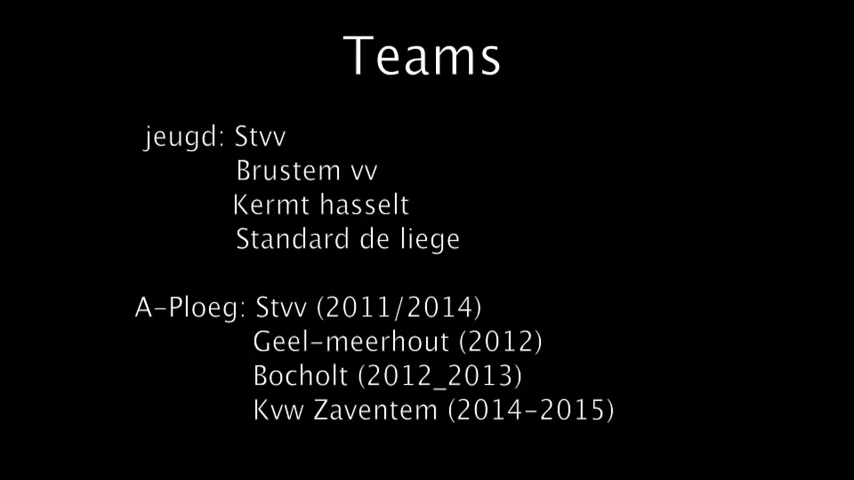 Teams
jeugd: Stvv
Brustem vv
Kermt hasselt
Standard de liege
A-Ploeg: Stvv (2011/2014)
Geel-meerhout (2012)
Bocholt (2012_2013)
Kvw Zaventem (2014-2015)